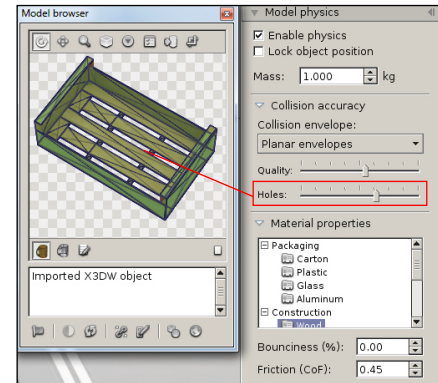 Model browser
Imported X3DW object
Model physics
Enable physics
Lock object position
Mass: 1.000 kg
Collision accuracy
Collision envelope:
Planar envelopes
Quality:
Holes:
Material properties
Packaging
Carton
Plastic
Glass
Aluminum
Construction
Wood
Bounciness (%): 0.00
Friction (CoF): 0.45